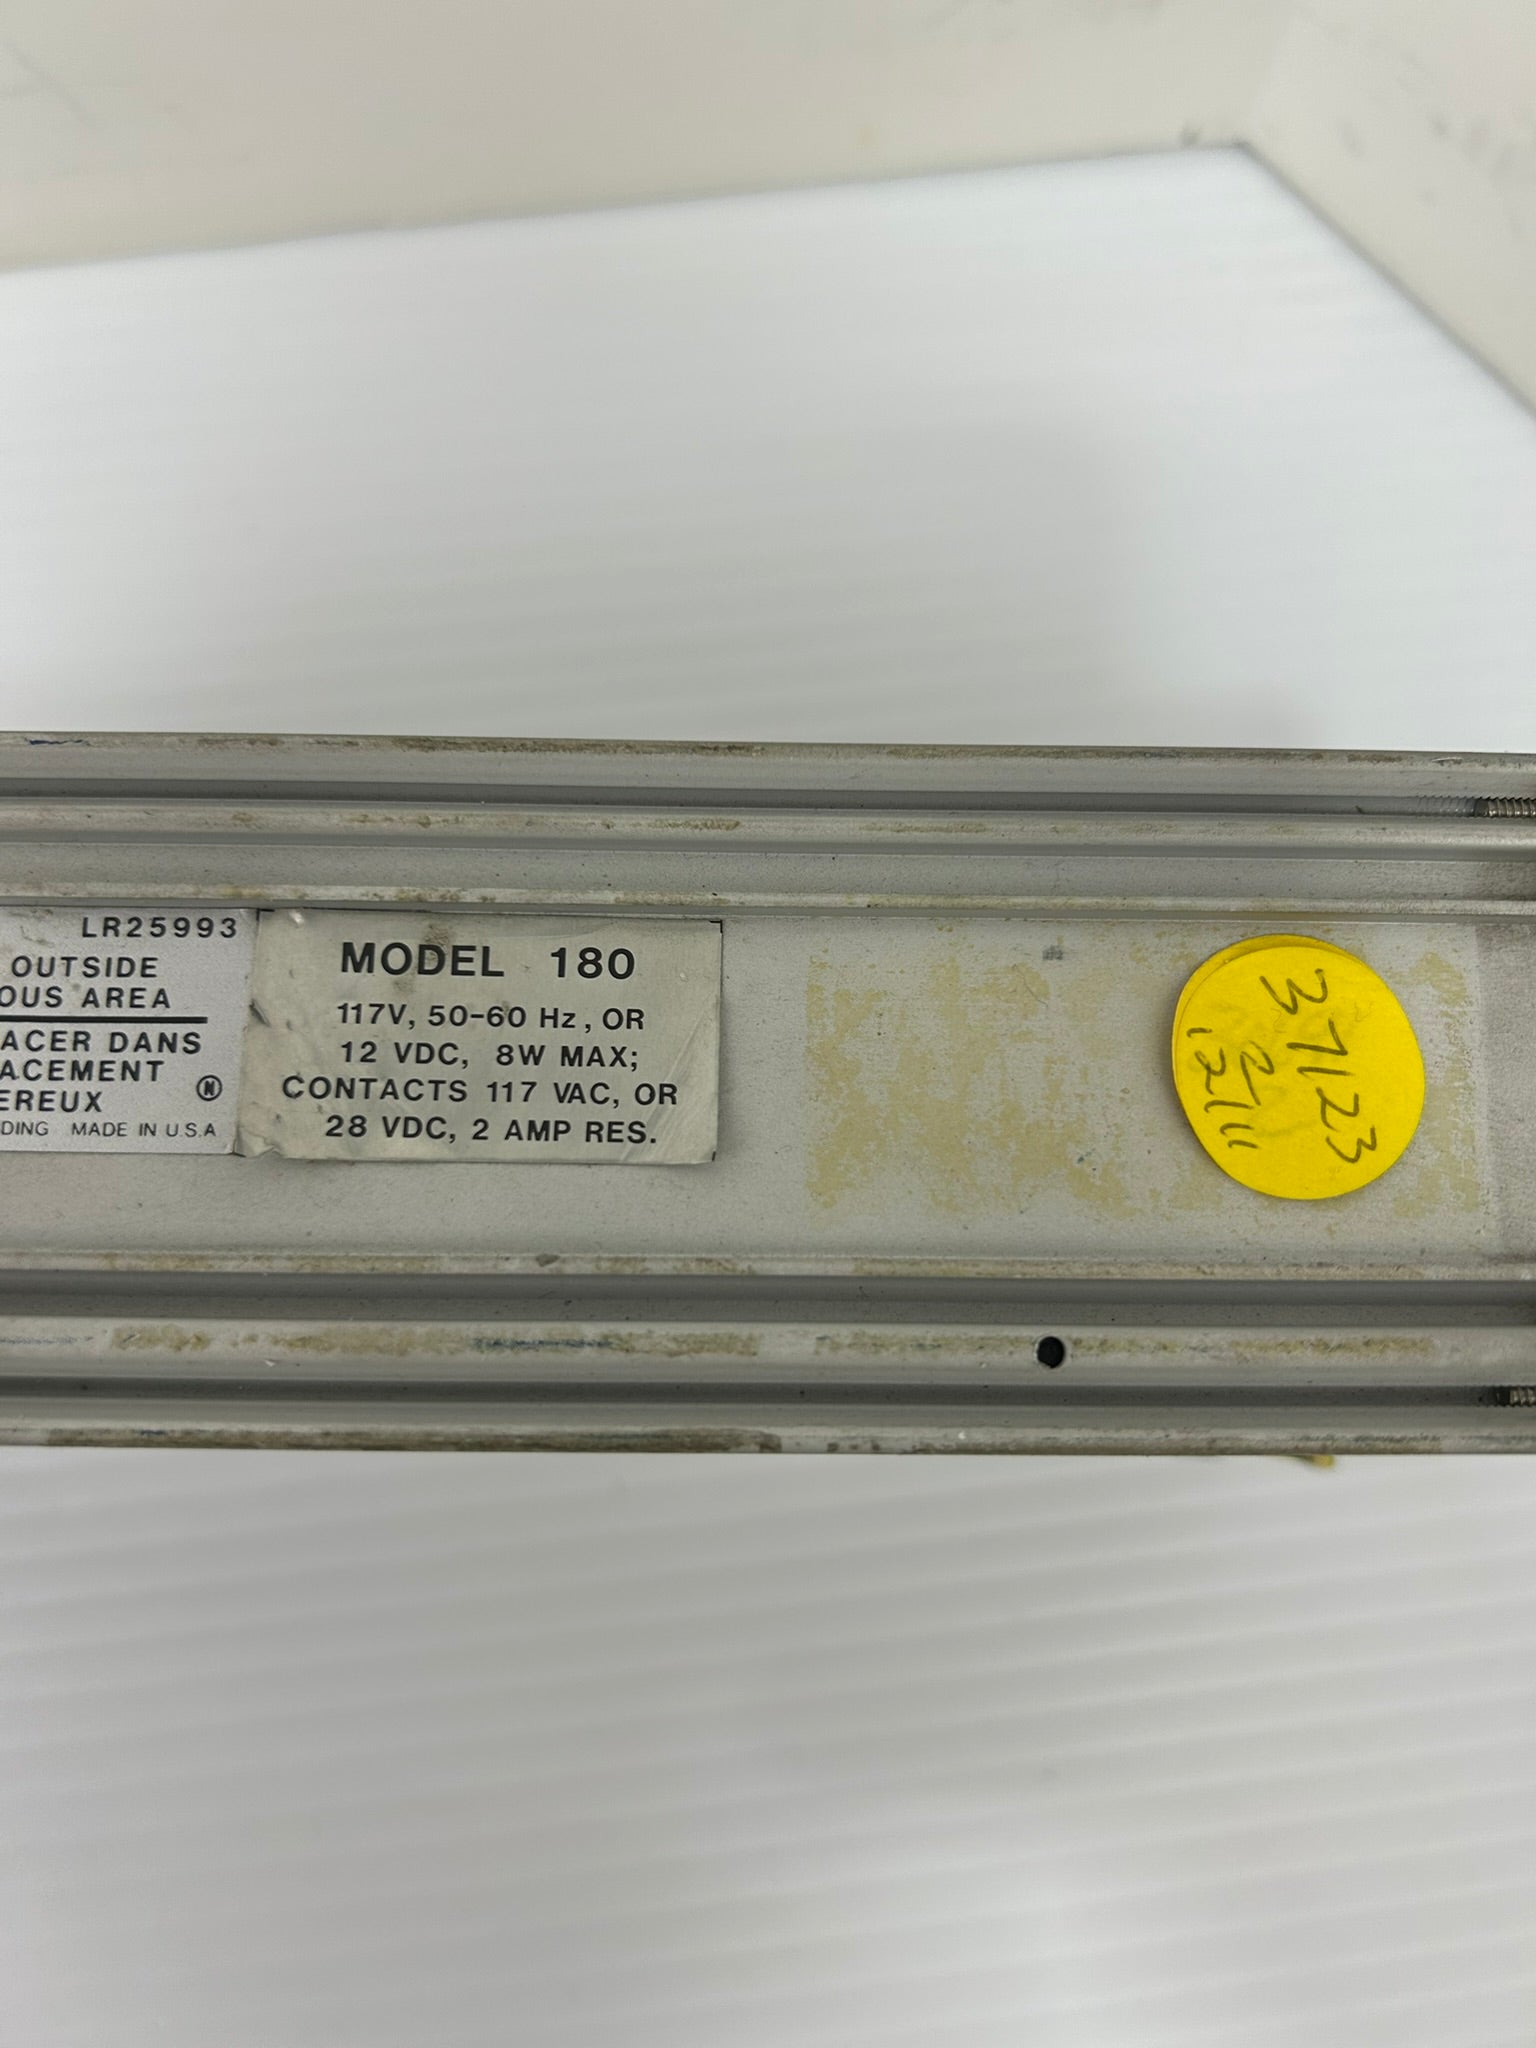 LR25993
OUTSIDE
OUS AREA
ACER DANS
ACEMENT
EREUX
DING MADE IN U.S.A
MODEL 180
117V, 50-60 Hz, OR
12 VDC, 8W MAX;
CONTACTS 117 VAC, OR
28 VDC, 2 AMP RES.
37123